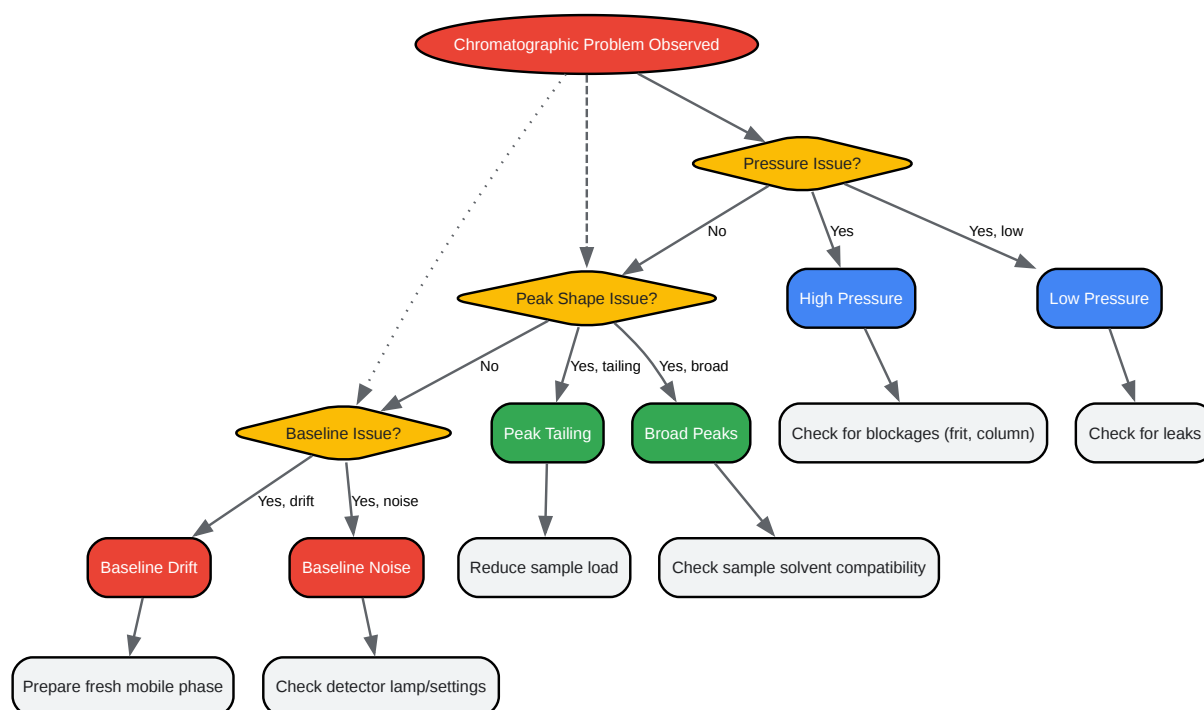 Chromatographic Problem Observed
Pressure Issue?
No
Yes
Yes, low
Peak Shape Issue?
High Pressure
Low Pressure
No
Yes, tailing
Yes, broad
Baseline Issue?
Peak Tailing
Broad Peaks
Check for blockages (frit, column)
Check for leaks
Yes, drift
Yes, noise
Baseline Drift
Baseline Noise
Reduce sample load
Check sample solvent compatibility
Prepare fresh mobile phase
Check detector lamp/settings